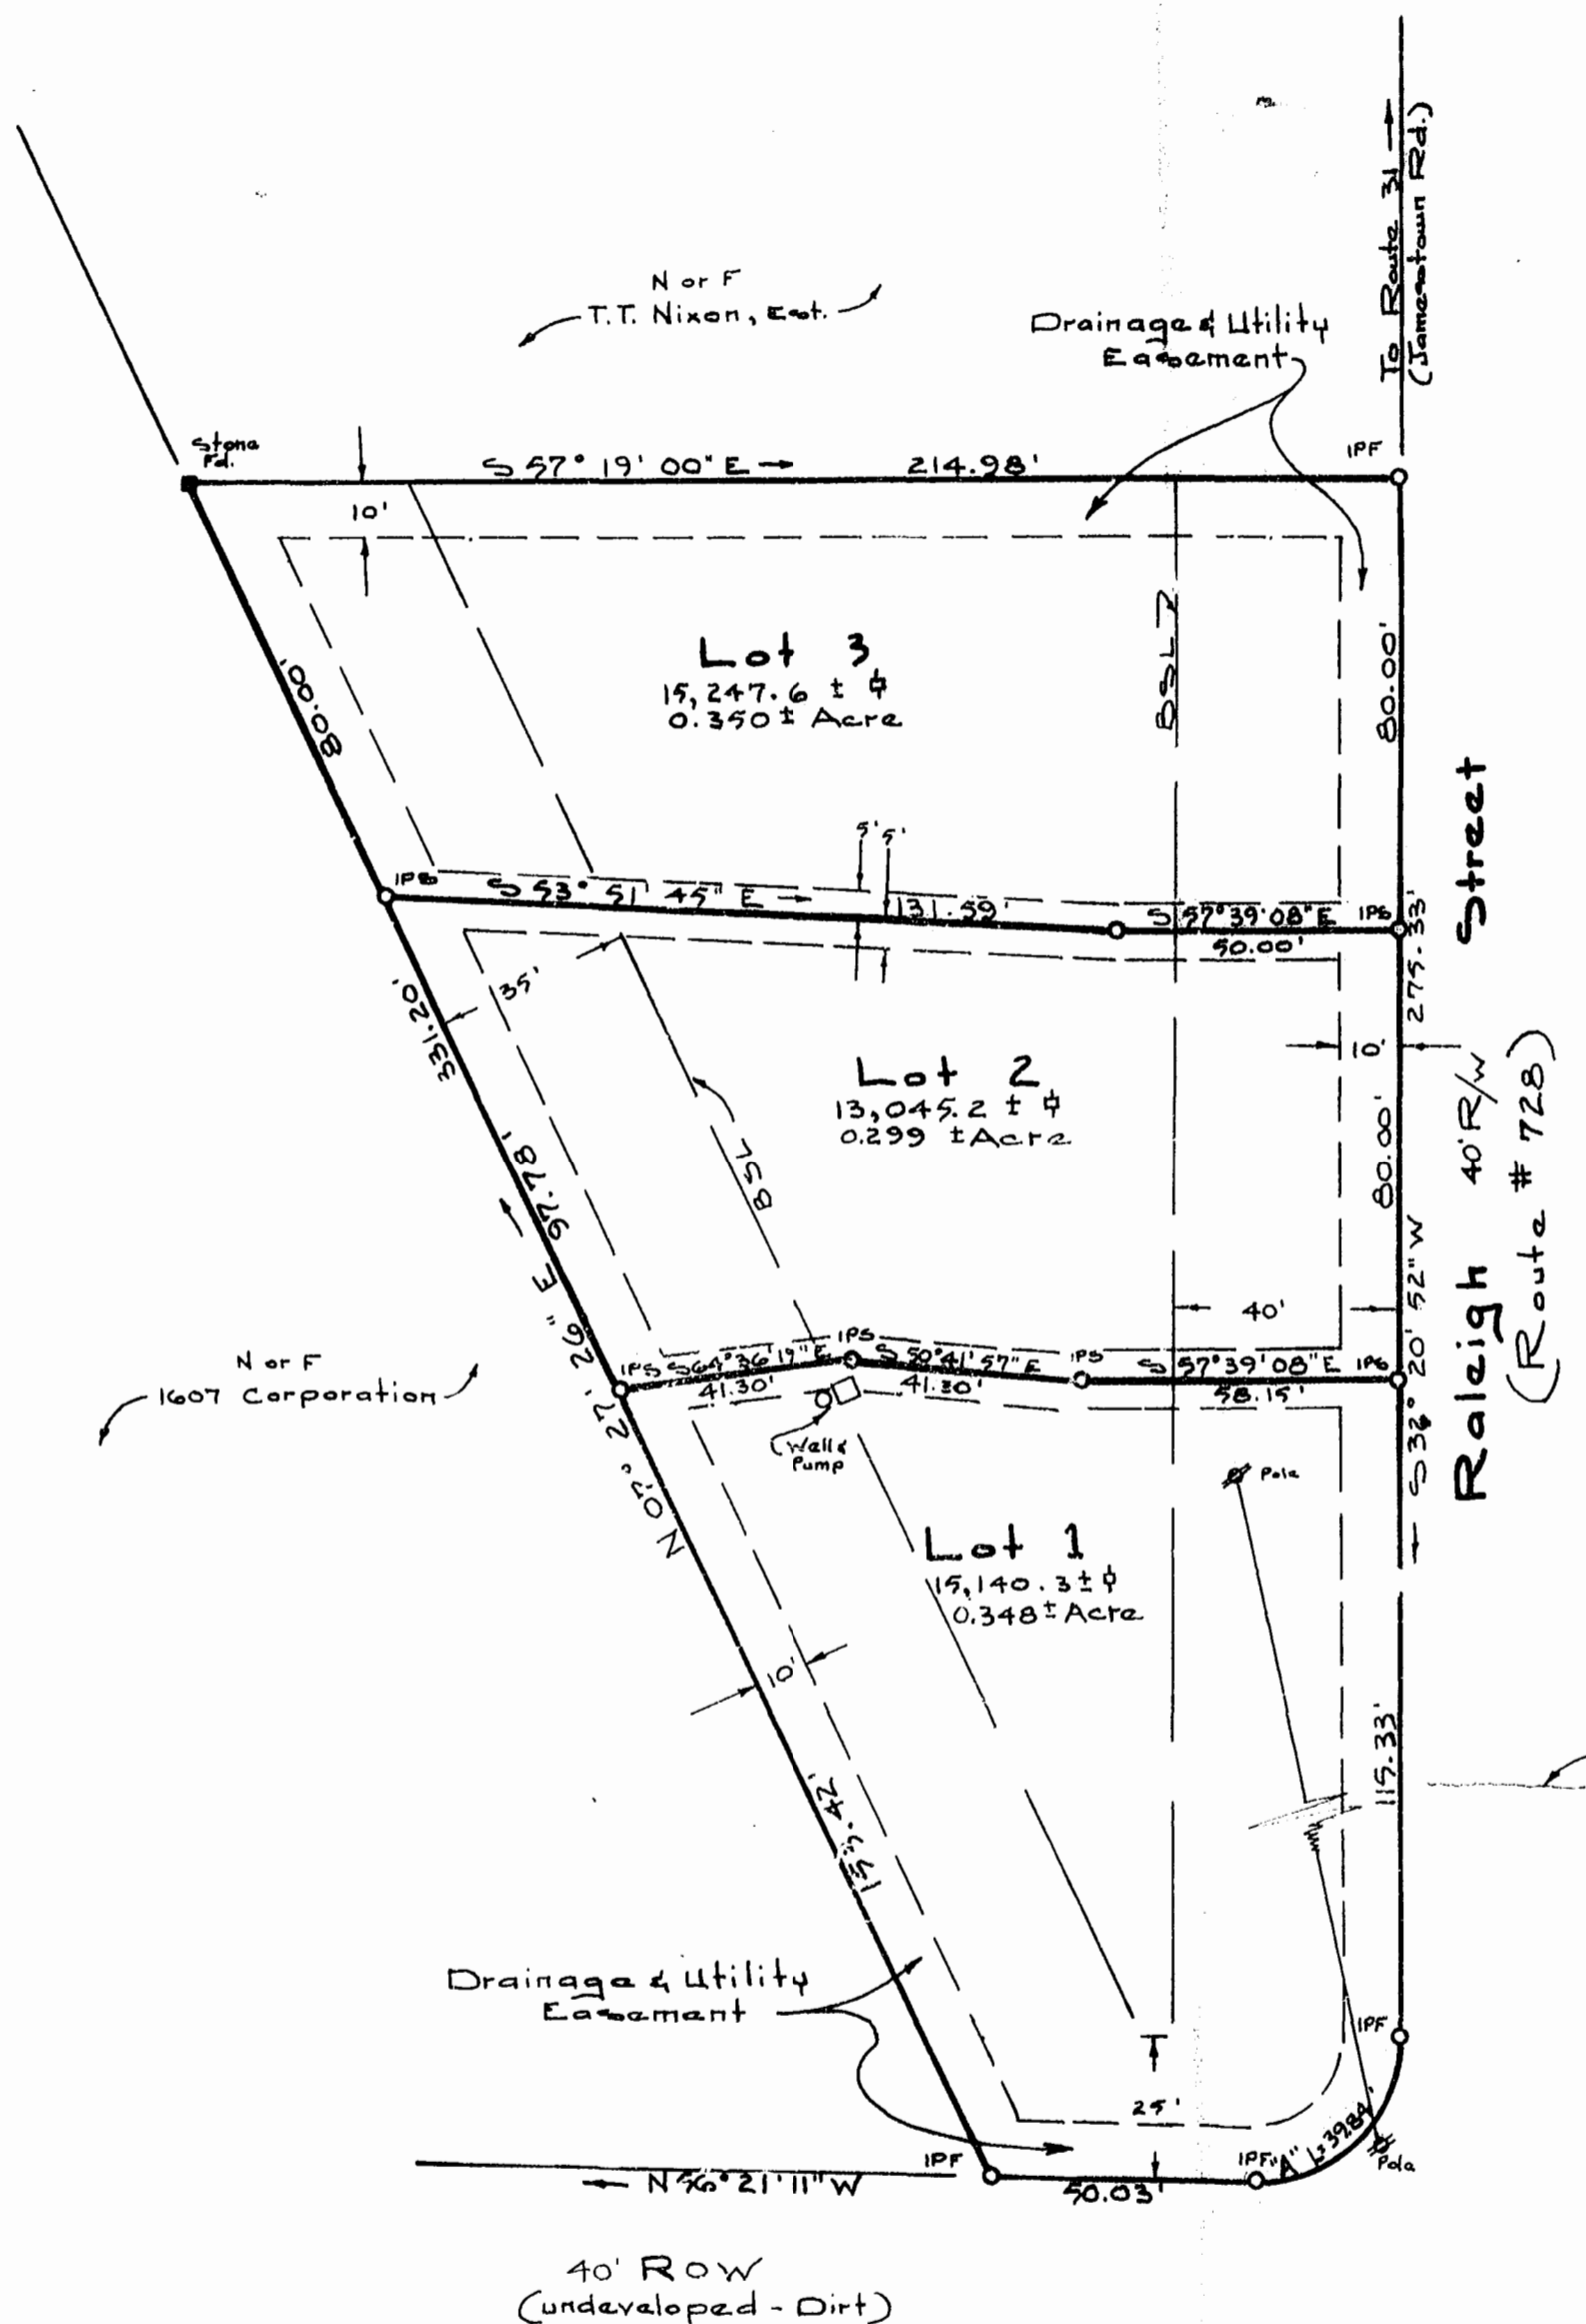 To Route 31
(Jamestown Rd.)
N or F
T.T. Nixon, Est.
Drainage & Utility
Easement
Stone
Fd.
S 57° 19' 00" E
214.98'
IPF
10'
Lot 3
15,247.6 ±
0.350 ± Acre
BSL
80.00'
80.00'
5' 5'
IPS
S 53° 51' 45" E
131.59'
S 57° 39' 08" E
IPS
50.00'
35'
331.20'
275.33'
Street
10'
Lot 2
13,045.2 ±
0.299 ± Acre
BSL
97.78'
80.00'
40' R/W
(Route # 728)
Raleigh
40'
N 07° 27' 26" E
S 32° 20' 52" W
N or F
1607 Corporation
IPS
S 64° 36' 19" E
IPS
S 50° 41' 57" E
IPS
S 57° 39' 08" E
IPS
41.30'
41.30'
58.15'
Well &
Pump
Pole
Lot 1
15,140.3 ±
0.348 ± Acre
10'
115.33'
155.42'
Drainage & Utility
Easement
IPF
25'
IPF
IPF
"A" L=39.84'
Pole
N 56° 21' 11" W
50.03'
40' ROW
(undeveloped - Dirt)